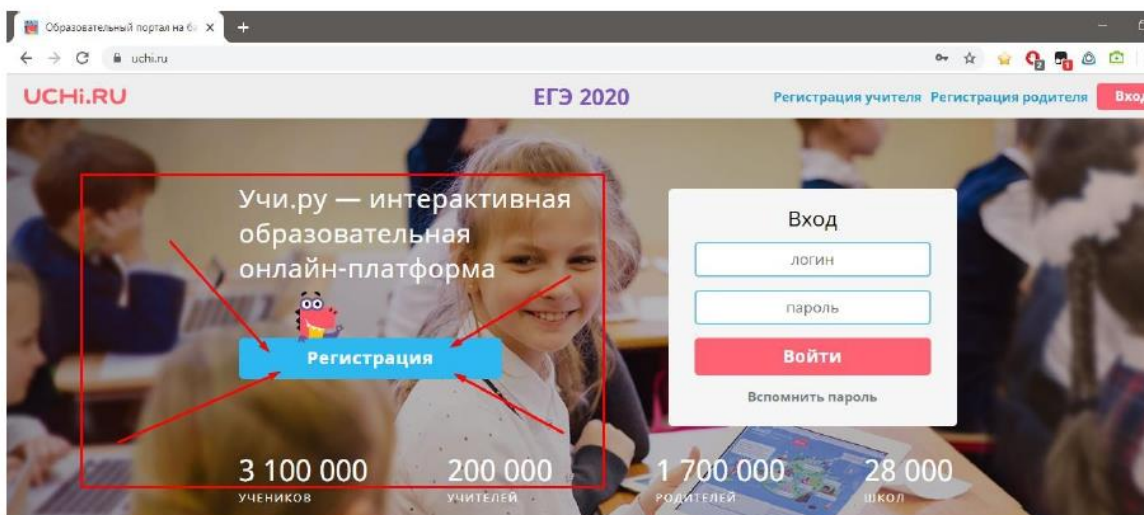 Образовательный портал на б
uchi.ru
2
1
UCHi.RU
ЕГЭ 2020
Регистрация учителя Регистрация родителя
Вход
Учи.ру — интерактивная
образовательная
онлайн-платформа
Регистрация
Вход
логин
пароль
Войти
Вспомнить пароль
3 100 000 200 000 1 700 000 28 000
УЧЕНИКОВ УЧИТЕЛЕЙ РОДИТЕЛЕЙ ШКОЛ